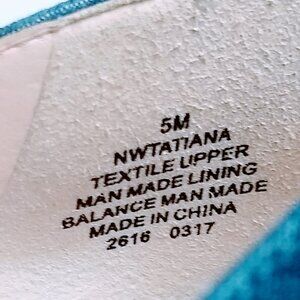 5M
NWTATIANA
TEXTILE UPPER
MAN MADE LINING
BALANCE MAN MADE
MADE IN CHINA
2616 0317